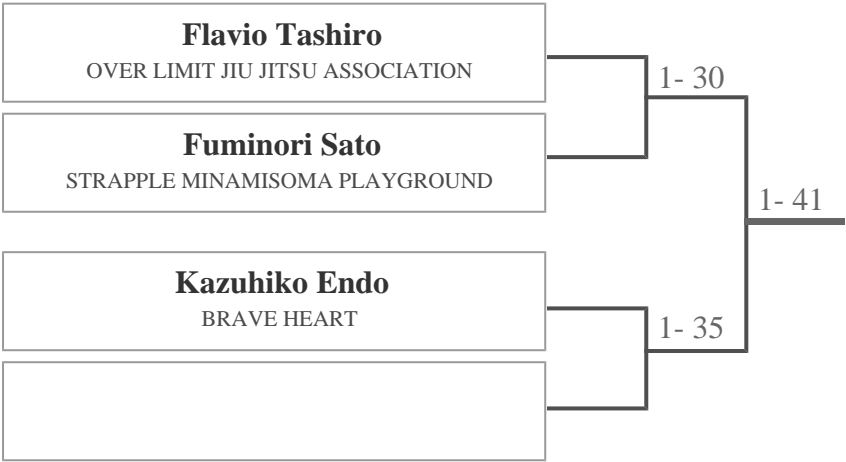 Flavio Tashiro
OVER LIMIT JIU JITSU ASSOCIATION
1- 30
Fuminori Sato
STRAPPLE MINAMISOMA PLAYGROUND
1- 41
Kazuhiko Endo
BRAVE HEART
1- 35